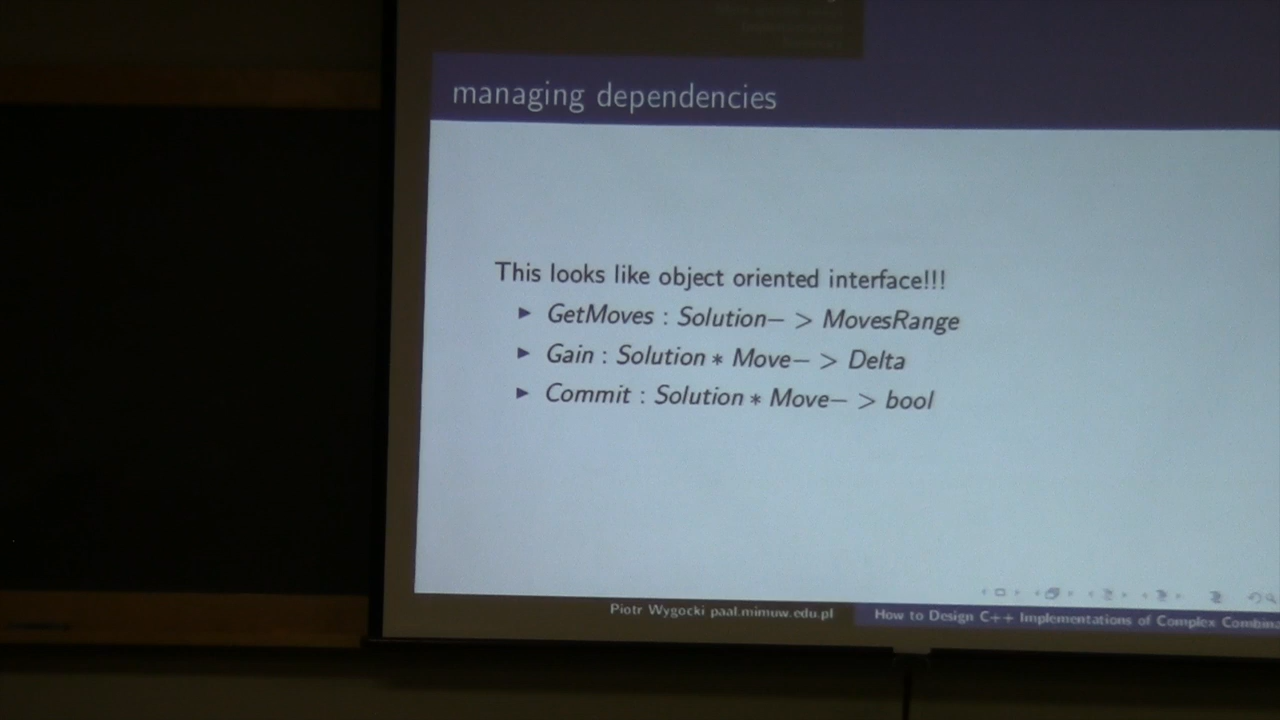 managing dependencies
This looks like object oriented interface!!!
► GetMoves : Solution− > MovesRange
► Gain : Solution ∗ Move− > Delta
► Commit : Solution ∗ Move− > bool
Piotr Wygocki paal.mimuw.edu.pl
How to Design C++ Implementations of Complex Combina